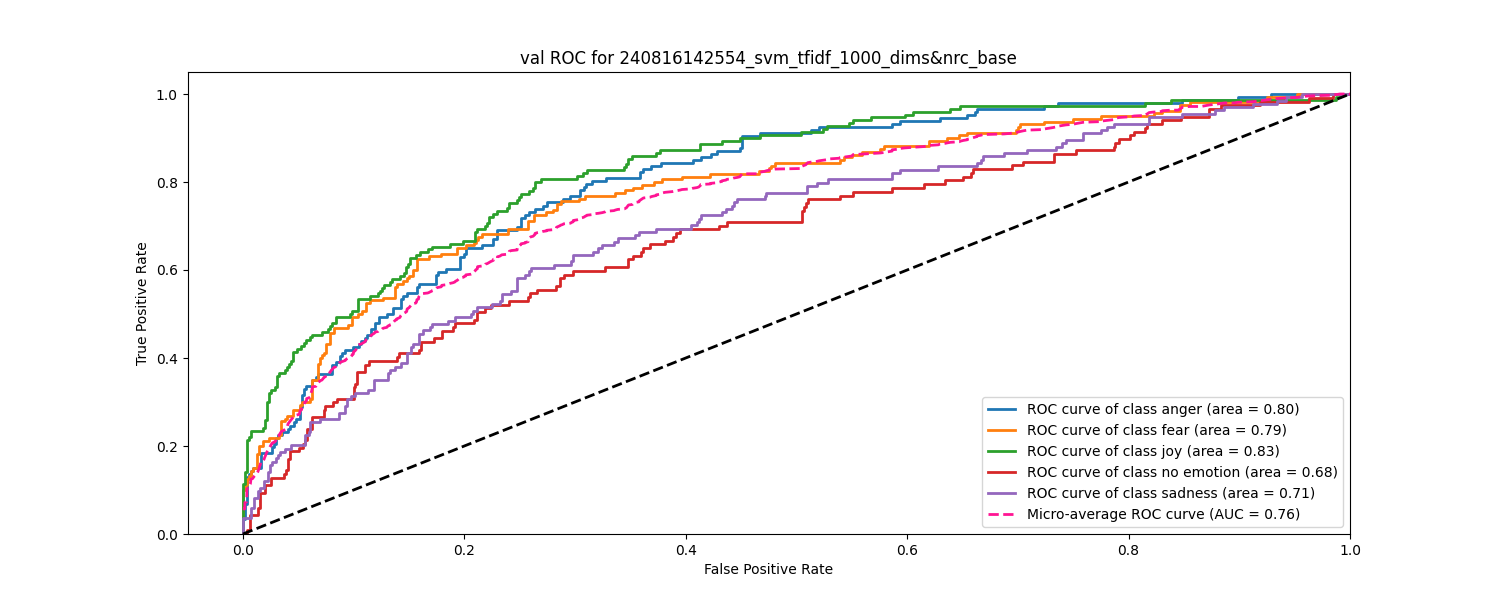 val ROC for 240816142554_svm_tfidf_1000_dims&nrc_base
True Positive Rate
1.0
0.8
0.6
0.4
0.2
0.0
ROC curve of class anger (area = 0.80)
ROC curve of class fear (area = 0.79)
ROC curve of class joy (area = 0.83)
ROC curve of class no emotion (area = 0.68)
ROC curve of class sadness (area = 0.71)
Micro-average ROC curve (AUC = 0.76)
0.0 0.2 0.4 0.6 0.8 1.0
False Positive Rate